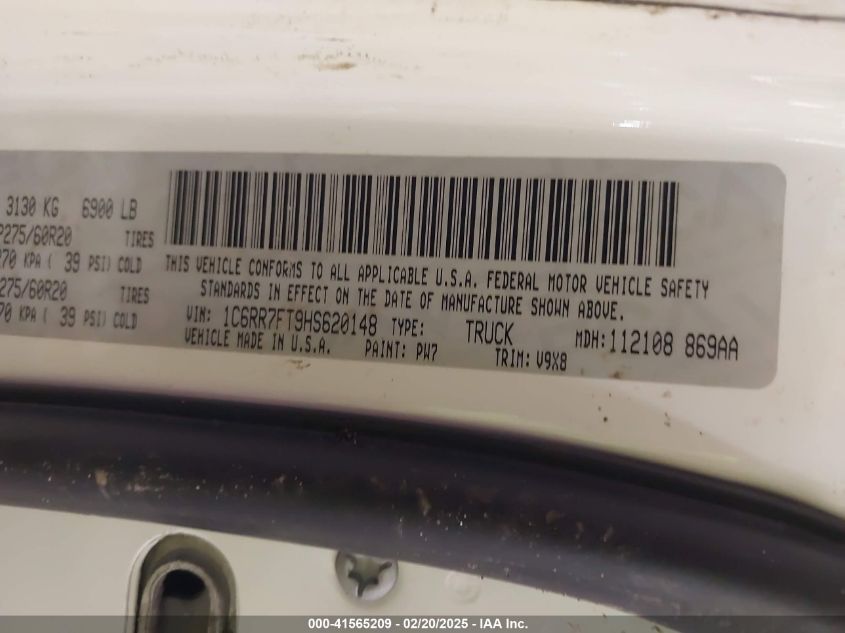 3130 KG 6900 LB
P275/60R20 TIRES
270 KPA ( 39 PSI) COLD
275/60R20 TIRES
70 KPA ( 39 PSI) COLD
THIS VEHICLE CONFORMS TO ALL APPLICABLE U.S.A. FEDERAL MOTOR VEHICLE SAFETY
STANDARDS IN EFFECT ON THE DATE OF MANUFACTURE SHOWN ABOVE.
VIN: 1C6RR7FT9HS620148 TYPE: TRUCK MDH:112108 869AA
VEHICLE MADE IN U.S.A. PAINT: PW7 TRIM: V9X8
000-41565209 - 02/20/2025 - IAA Inc.